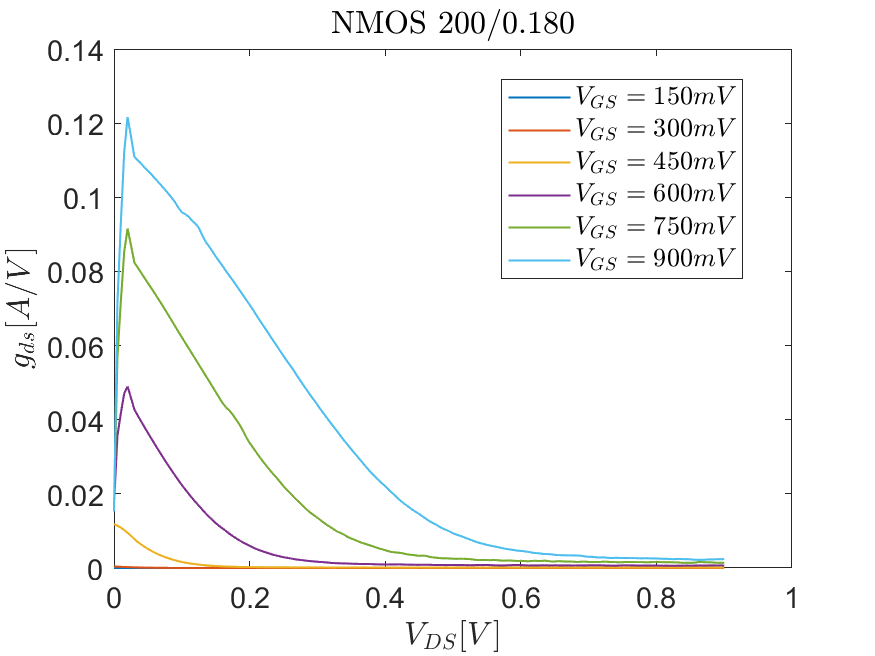 NMOS 200/0.180
0.14
0.12
0.1
0.08
0.06
0.04
0.02
0
g_{ds}[A/V]
V_{GS} = 150mV
V_{GS} = 300mV
V_{GS} = 450mV
V_{GS} = 600mV
V_{GS} = 750mV
V_{GS} = 900mV
0 0.2 0.4 0.6 0.8 1
V_{DS}[V]